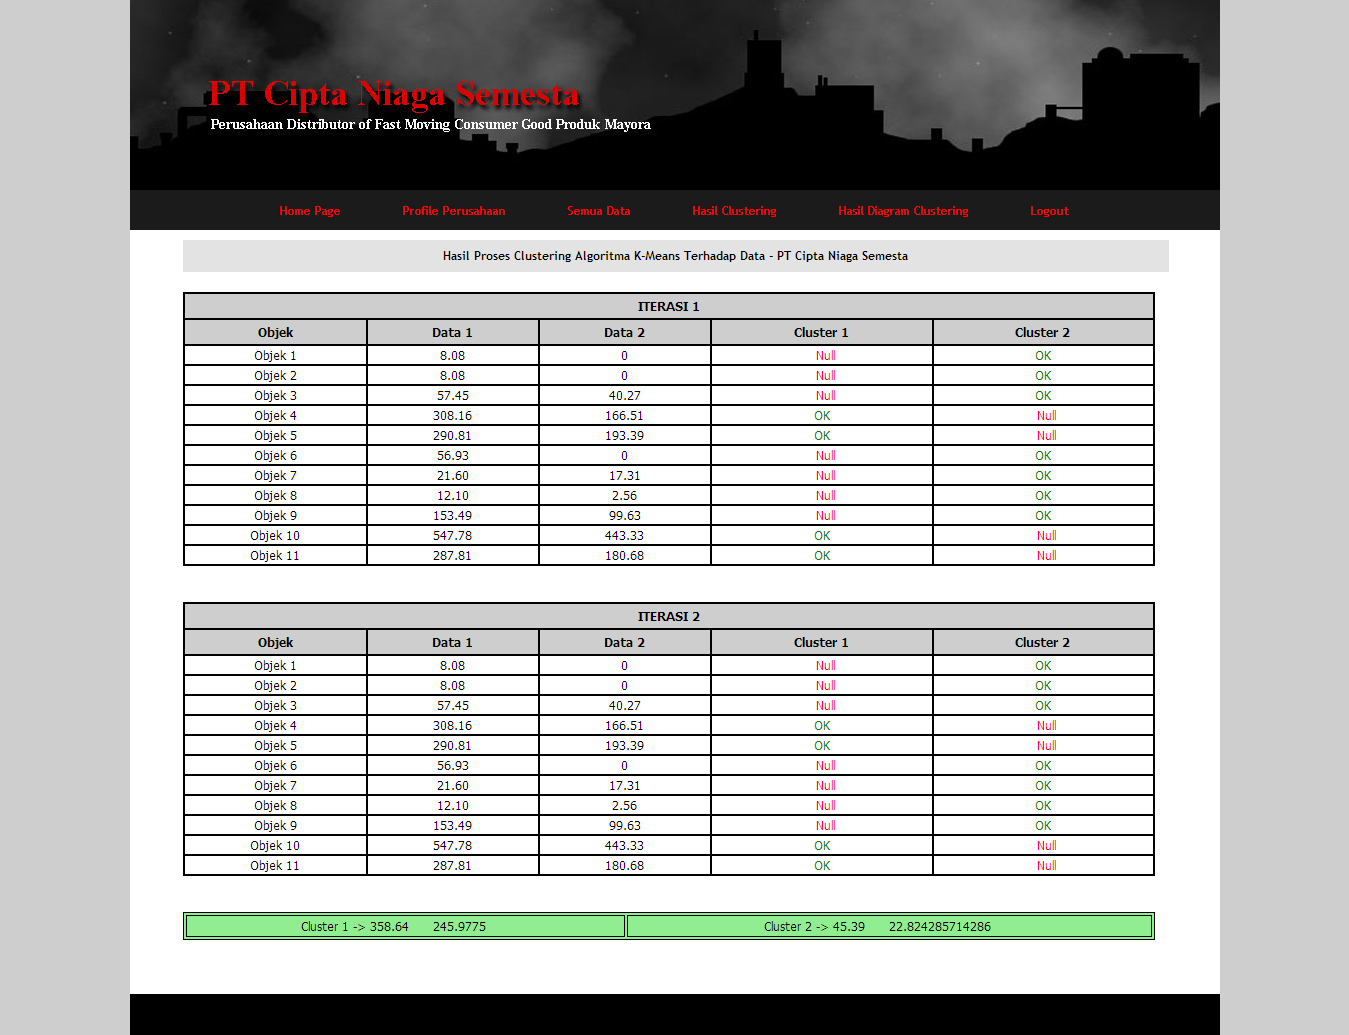 PT Cipta Niaga Semesta
Perusahaan Distributor of Fast Moving Consumer Good Produk Mayora
Home Page Profile Perusahaan Semua Data Hasil Clustering Hasil Diagram Clustering Logout
Hasil Proses Clustering Algoritma K-Means Terhadap Data - PT Cipta Niaga Semesta
ITERASI 1
Objek Data 1 Data 2 Cluster 1 Cluster 2
Objek 1 8.08 0 Null OK
Objek 2 8.08 0 Null OK
Objek 3 57.45 40.27 Null OK
Objek 4 308.16 166.51 OK Null
Objek 5 290.81 193.39 OK Null
Objek 6 56.93 0 Null OK
Objek 7 21.60 17.31 Null OK
Objek 8 12.10 2.56 Null OK
Objek 9 153.49 99.63 Null OK
Objek 10 547.78 443.33 OK Null
Objek 11 287.81 180.68 OK Null
ITERASI 2
Objek Data 1 Data 2 Cluster 1 Cluster 2
Objek 1 8.08 0 Null OK
Objek 2 8.08 0 Null OK
Objek 3 57.45 40.27 Null OK
Objek 4 308.16 166.51 OK Null
Objek 5 290.81 193.39 OK Null
Objek 6 56.93 0 Null OK
Objek 7 21.60 17.31 Null OK
Objek 8 12.10 2.56 Null OK
Objek 9 153.49 99.63 Null OK
Objek 10 547.78 443.33 OK Null
Objek 11 287.81 180.68 OK Null
Cluster 1 -> 358.64 245.9775 Cluster 2 -> 45.39 22.824285714286